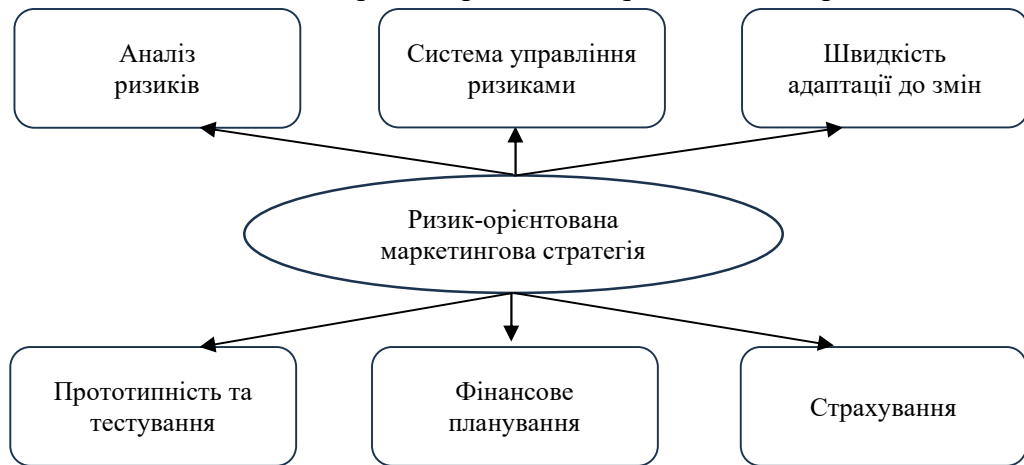 Аналіз
ризиків
Система управління
ризиками
Швидкість
адаптації до змін
Ризик-орієнтована
маркетингова стратегія
Прототипність та
тестування
Фінансове
планування
Страхування